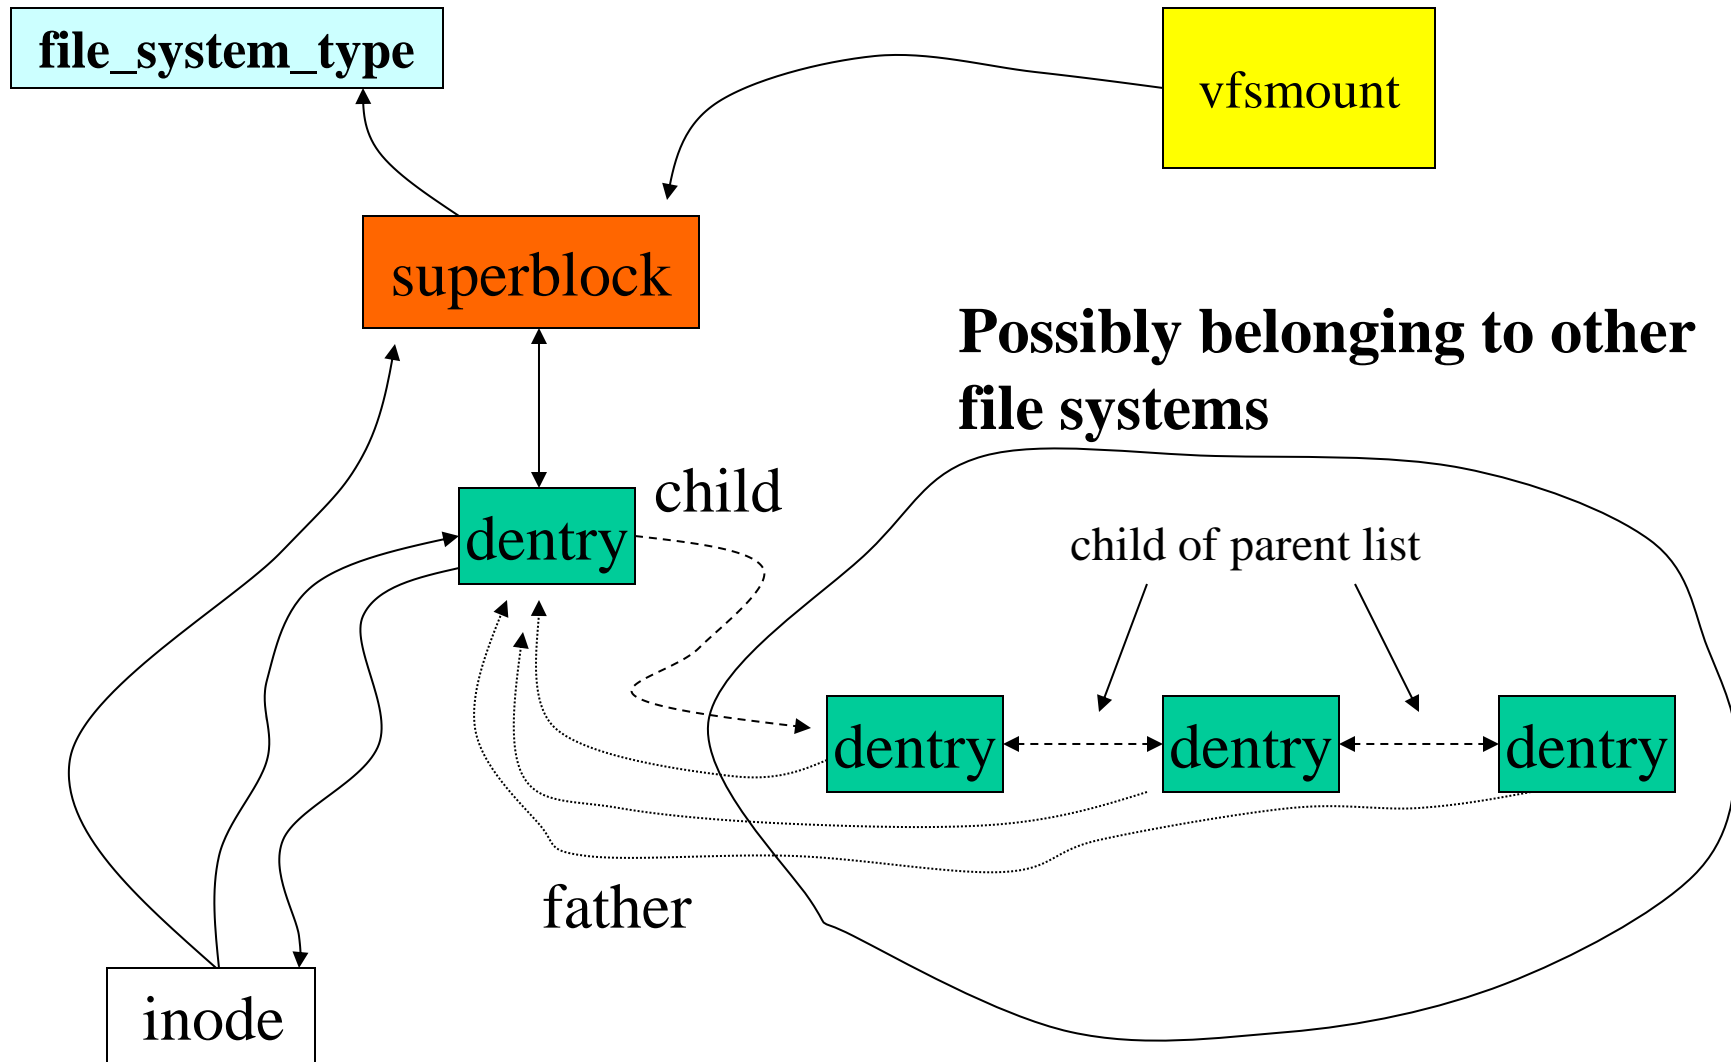 file_system_type
vfsmount
superblock
Possibly belonging to other
file systems
child
dentry
child of parent list
dentry
dentry
dentry
father
inode